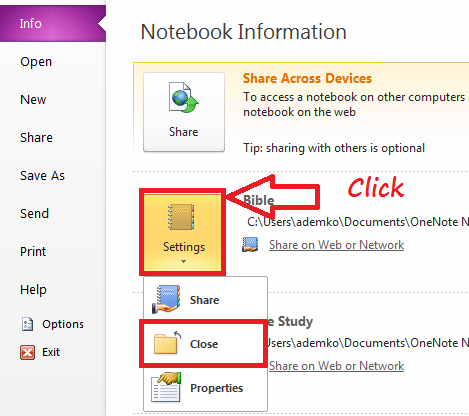 Info
Open
New
Share
Save As
Send
Print
Help
Options
Exit
Notebook Information
Share
Share Across Devices
To access a notebook on other computers
notebook on the web
Tip: sharing with others is optional
Click
Settings
Bible
C:\Users\ademko\Documents\OneNote N
Share on Web or Network
Share
Close
Properties
e Study
\Users\ademko\Documents\OneNote N
Share on Web or Network